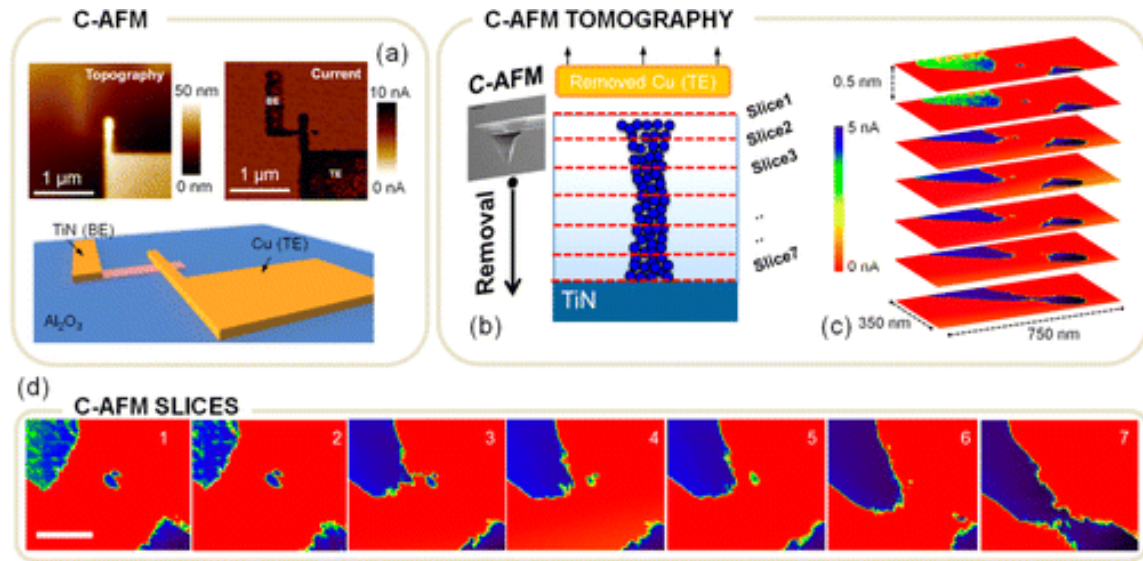 C-AFM
(a)
Topography
50 nm
0 nm
1 μm
Current
BE
TE
10 nA
0 nA
1 μm
TiN (BE)
Cu (TE)
Al₂O₃
C-AFM TOMOGRAPHY
C-AFM
Removed Cu (TE)
Removal
Slice1
Slice2
Slice3
..
..
Slice7
TiN
(b)
0.5 nm
5 nA
0 nA
(c)
350 nm
750 nm
(d)
C-AFM SLICES
1
2
3
4
5
6
7